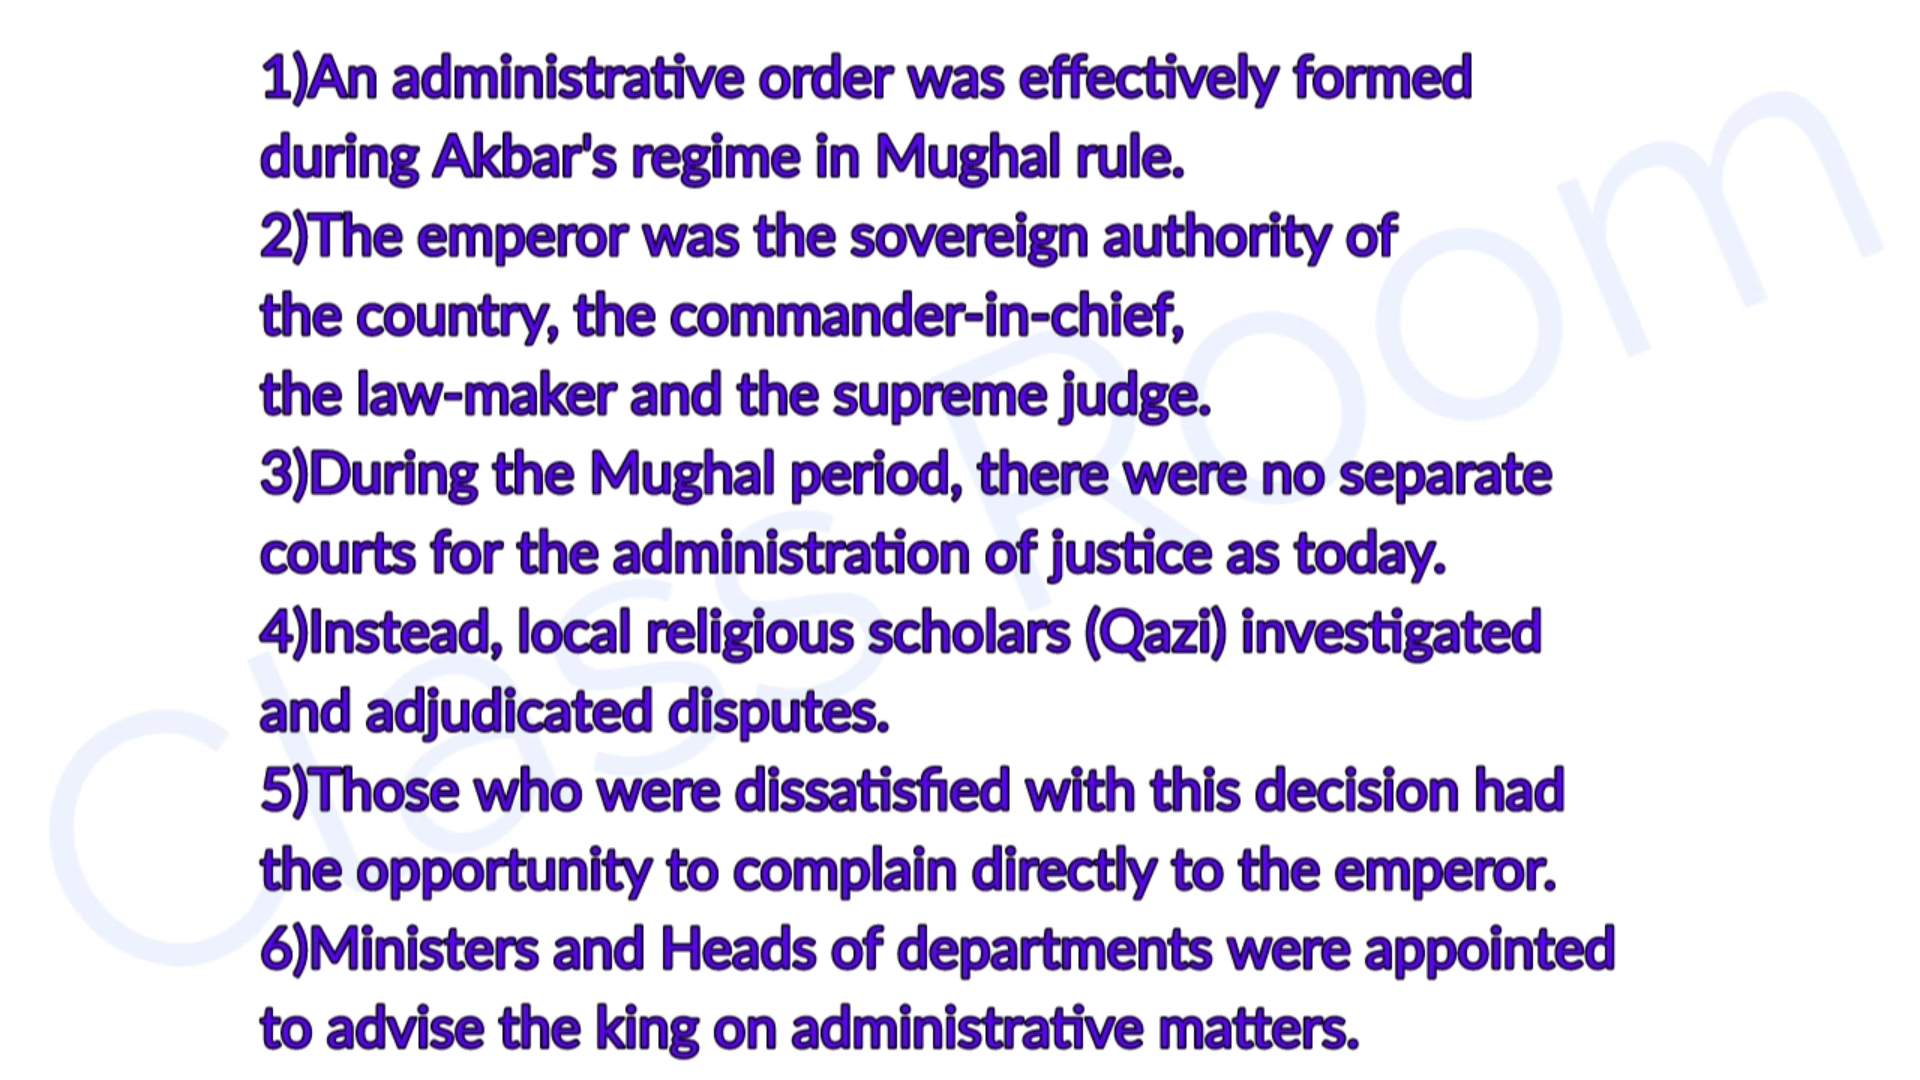 1)An administrative order was effectively formed
during Akbar's regime in Mughal rule.
2)The emperor was the sovereign authority of
the country, the commander-in-chief,
the law-maker and the supreme judge.
3)During the Mughal period, there were no separate
courts for the administration of justice as today.
4)Instead, local religious scholars (Qazi) investigated
and adjudicated disputes.
5)Those who were dissatisfied with this decision had
the opportunity to complain directly to the emperor.
6)Ministers and Heads of departments were appointed
to advise the king on administrative matters.
Class Room